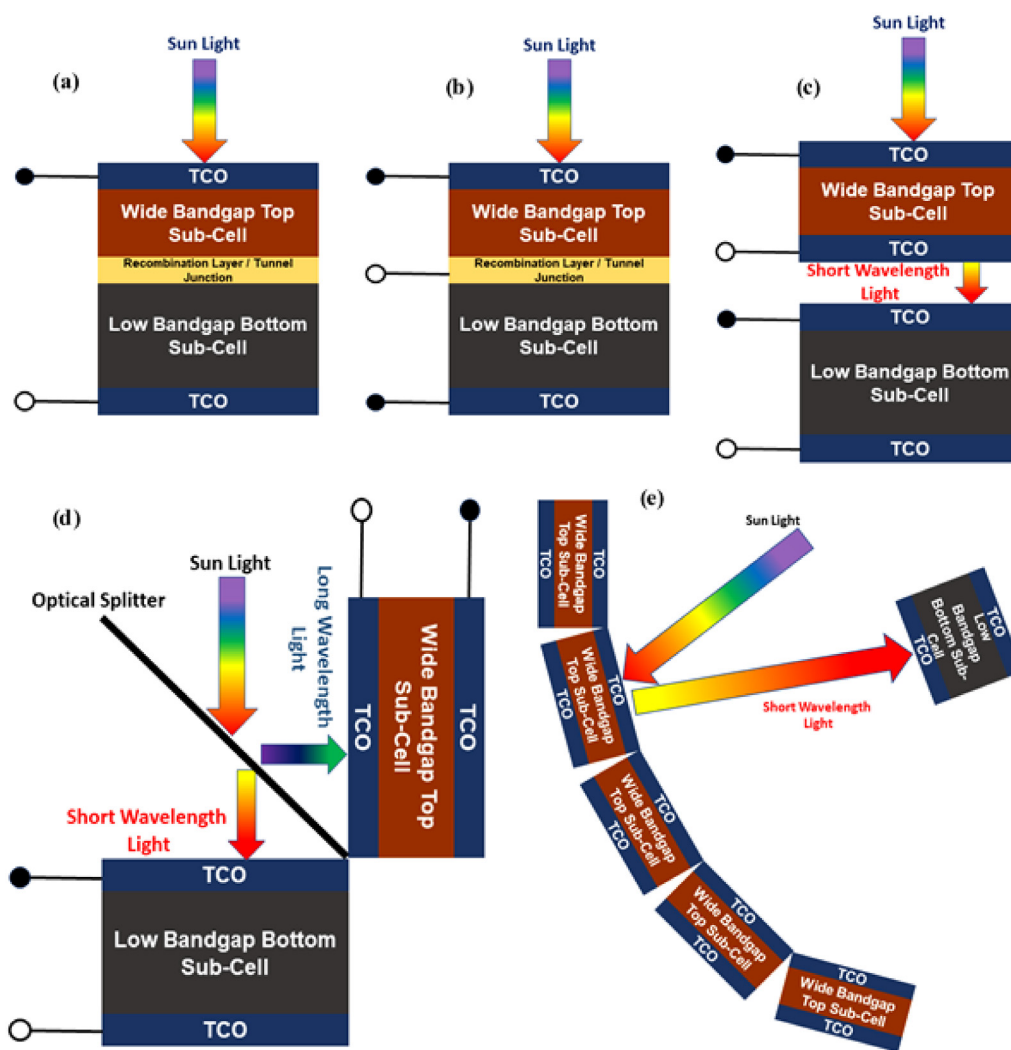 (a)
Sun Light
TCO
Wide Bandgap Top
Sub-Cell
Recombination Layer / Tunnel
Junction
Low Bandgap Bottom
Sub-Cell
TCO
(b)
Sun Light
TCO
Wide Bandgap Top
Sub-Cell
Recombination Layer / Tunnel
Junction
Low Bandgap Bottom
Sub-Cell
TCO
(c)
Sun Light
TCO
Wide Bandgap Top
Sub-Cell
TCO
Short Wavelength
Light
TCO
Low Bandgap Bottom
Sub-Cell
TCO
(d)
Sun Light
Optical Splitter
Long Wavelength
Light
TCO
Wide Bandgap Top
Sub-Cell
TCO
Short Wavelength
Light
TCO
Low Bandgap Bottom
Sub-Cell
TCO
(e)
Sun Light
TCO
Wide Bandgap
Top Sub-Cell
TCO
TCO
Wide Bandgap
Top Sub-Cell
TCO
TCO
Wide Bandgap
Top Sub-Cell
TCO
TCO
Wide Bandgap
Top Sub-Cell
TCO
TCO
Wide Bandgap
Top Sub-Cell
TCO
Short Wavelength
Light
TCO
Low
Bandgap
Bottom Sub-
Cell
TCO